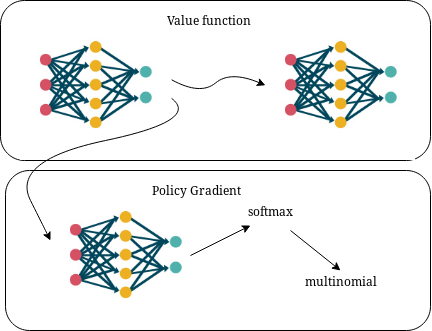 Value function
Policy Gradient
softmax
multinomial